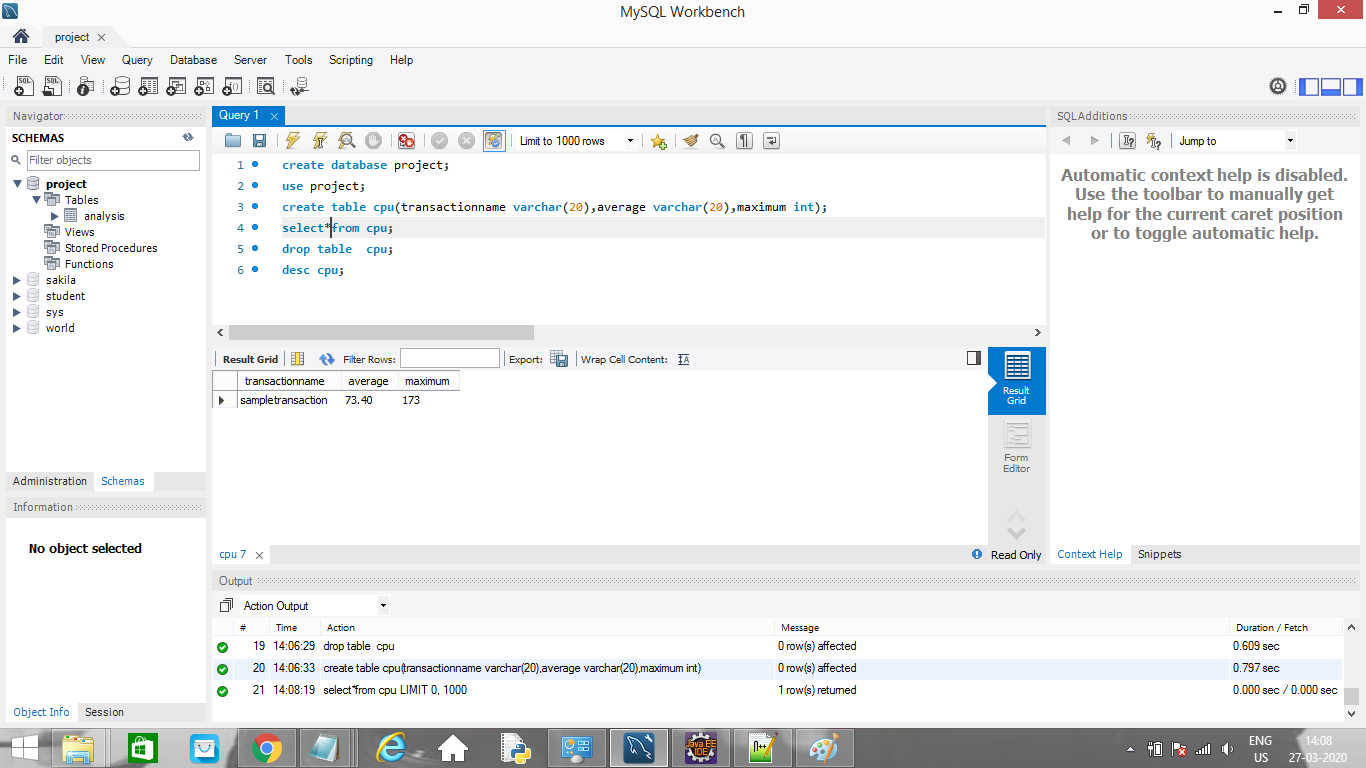 MySQL Workbench
project
File Edit View Query Database Server Tools Scripting Help
Navigator
SCHEMAS
Filter objects
project
Tables
analysis
Views
Stored Procedures
Functions
sakila
student
sys
world
Administration Schemas
Information
No object selected
Object Info Session
Query 1
Limit to 1000 rows
1 create database project;
2 use project;
3 create table cpu(transactionname varchar(20),average varchar(20),maximum int);
4 select*from cpu;
5 drop table  cpu;
6 desc cpu;
Result Grid Filter Rows: Export: Wrap Cell Content:
transactionname average maximum
sampletransaction 73.40 173
Result
Grid
Form
Editor
cpu 7
Read Only
SQLAdditions
Jump to
Automatic context help is disabled.
Use the toolbar to manually get
help for the current caret position
or to toggle automatic help.
Context Help Snippets
Output
Action Output
# Time Action Message Duration / Fetch
19 14:06:29 drop table  cpu 0 row(s) affected 0.609 sec
20 14:06:33 create table cpu(transactionname varchar(20),average varchar(20),maximum int) 0 row(s) affected 0.797 sec
21 14:08:19 select*from cpu LIMIT 0, 1000 1 row(s) returned 0.000 sec / 0.000 sec
Java EE
IDE
ENG
US
14:08
27-03-2020